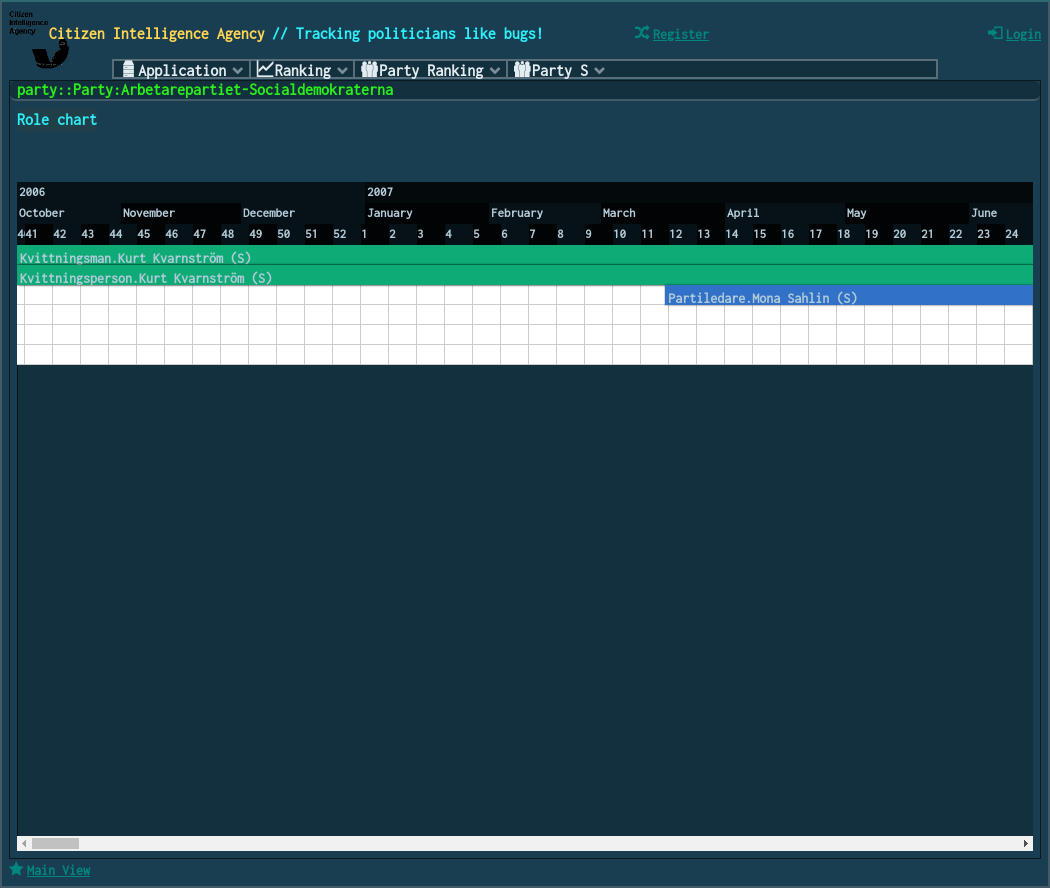 Citizen
Intelligence
Agency
Citizen Intelligence Agency // Tracking politicians like bugs!
Register
Login
Application
Ranking
Party Ranking
Party S
party::Party:Arbetarepartiet-Socialdemokraterna
Role chart
2006 2007
October November December January February March April May June
41 42 43 44 45 46 47 48 49 50 51 52 1 2 3 4 5 6 7 8 9 10 11 12 13 14 15 16 17 18 19 20 21 22 23 24
Kvittningsman.Kurt Kvarnström (S)
Kvittningsperson.Kurt Kvarnström (S)
Partiledare.Mona Sahlin (S)
Main View